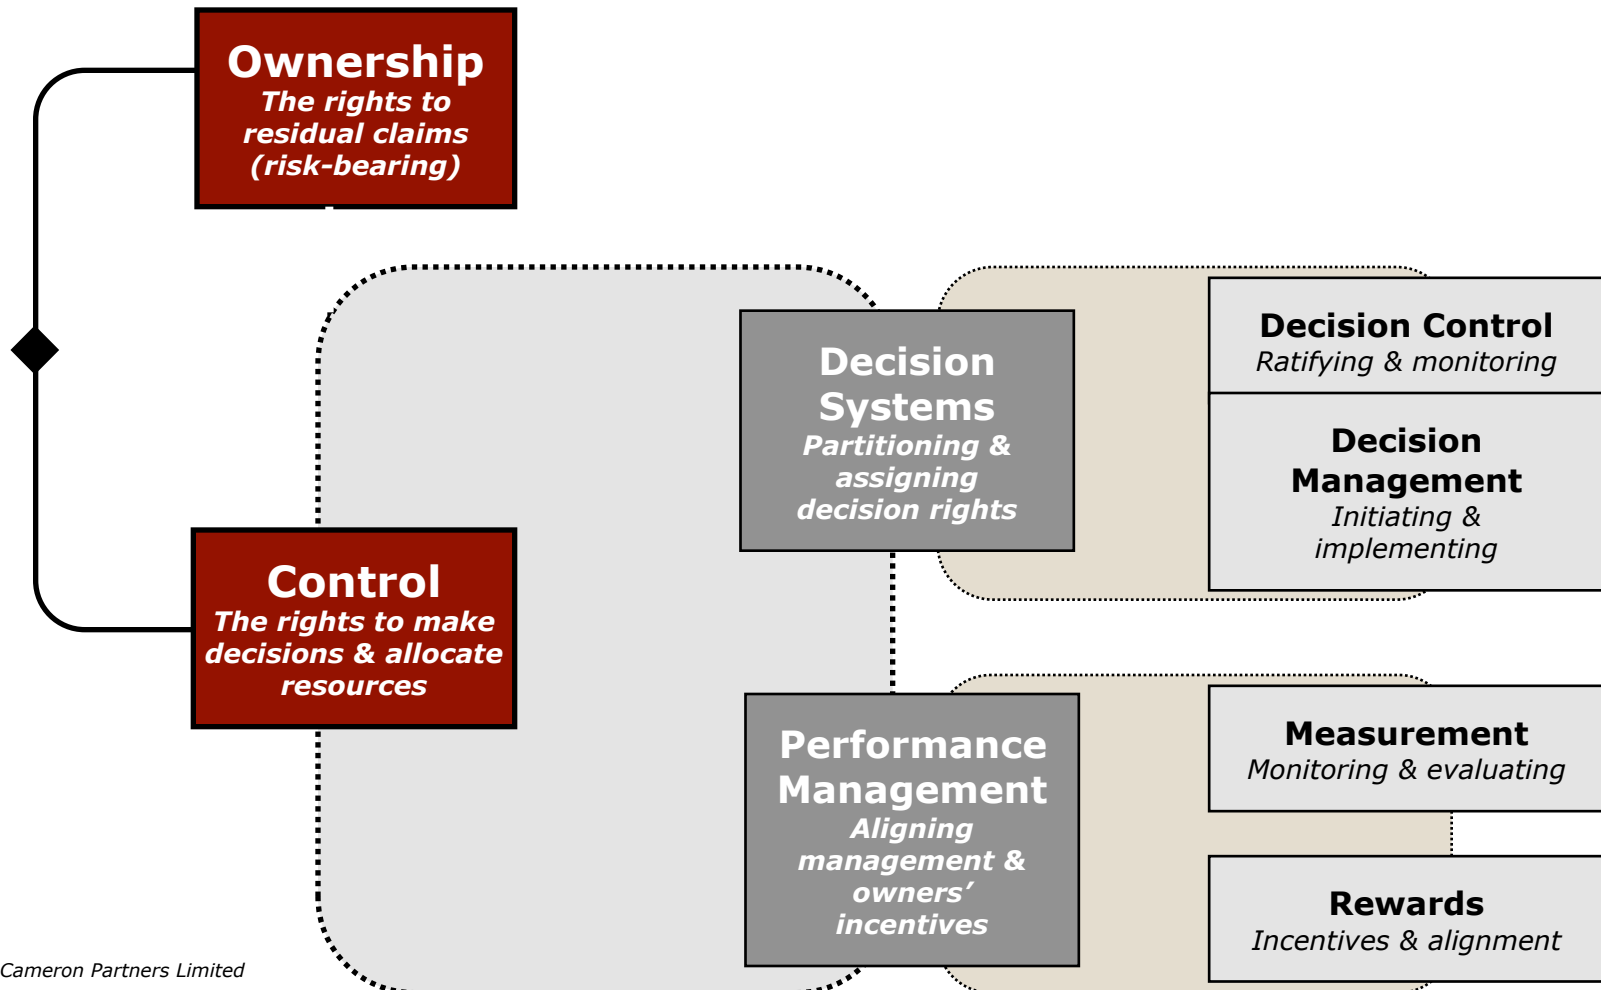 Ownership
The rights to
residual claims
(risk-bearing)
Control
The rights to make
decisions & allocate
resources
Decision
Systems
Partitioning &
assigning
decision rights
Performance
Management
Aligning
management &
owners’
incentives
Decision Control
Ratifying & monitoring
Decision
Management
Initiating &
implementing
Measurement
Monitoring & evaluating
Rewards
Incentives & alignment
Cameron Partners Limited